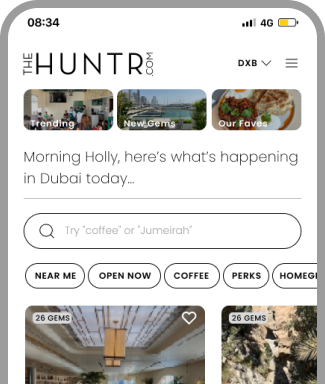 08:34 4G
THE HUNTR .COM DXB
Trending New Gems Our Faves
Morning Holly, here's what's happening
in Dubai today...
Try "coffee" or "Jumeirah"
NEAR ME OPEN NOW COFFEE PERKS HOMEGR
26 GEMS 26 GEMS